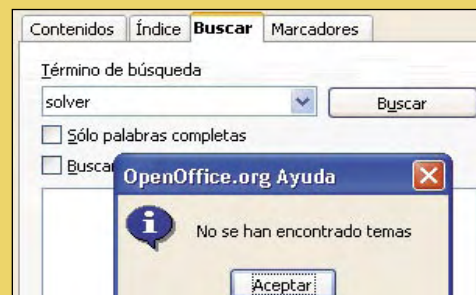 Contenidos Índice Buscar Marcadores
Término de búsqueda
solver
Buscar
Sólo palabras completas
Busca
OpenOffice.org Ayuda
No se han encontrado temas
Aceptar